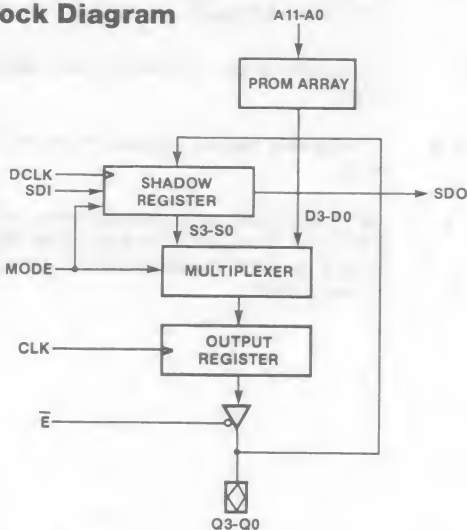 ock Diagram
A11-A0
PROM ARRAY
DCLK
SDI
SHADOW
REGISTER
SDO
S3-S0
D3-D0
MODE
MULTIPLEXER
CLK
OUTPUT
REGISTER
E
Q3-Q0